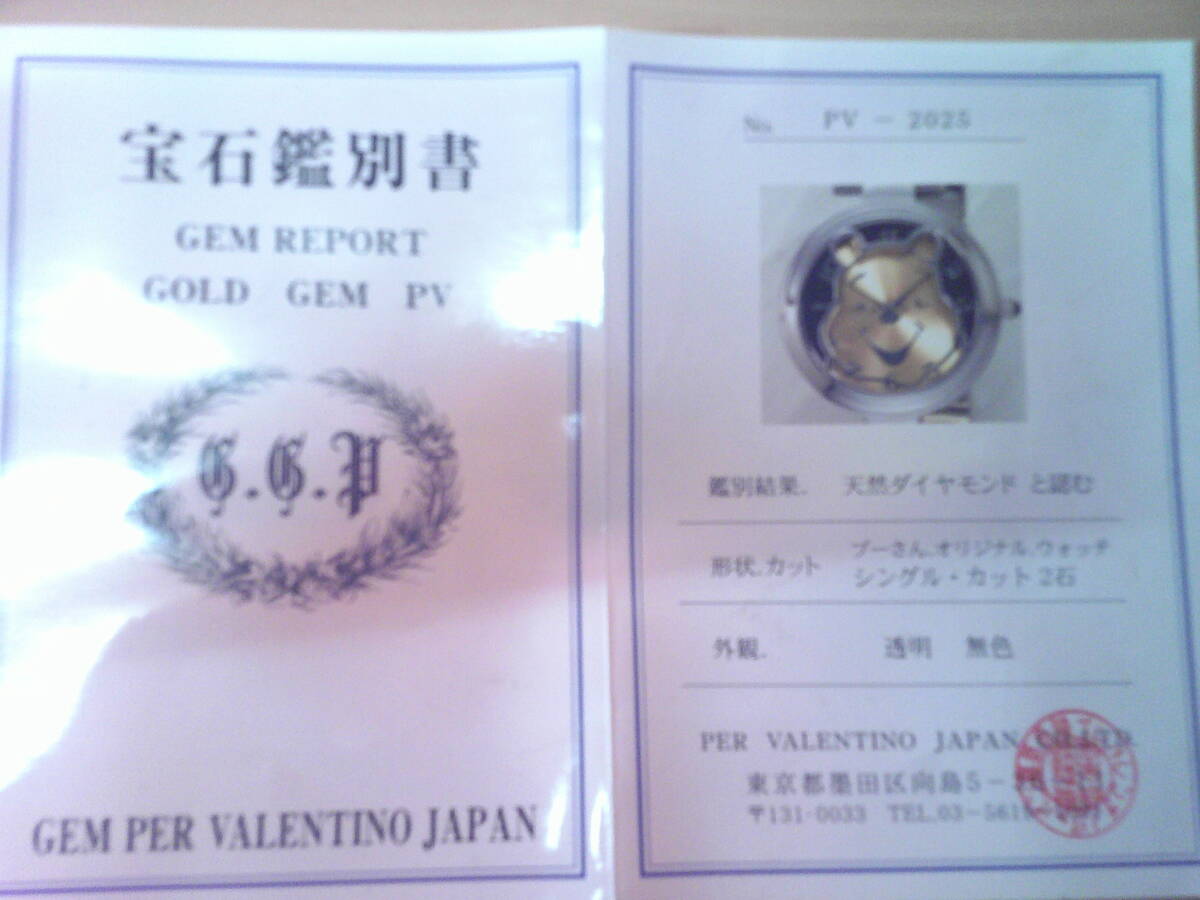 宝石鑑別書
GEM REPORT
GOLD GEM PV
G.G.P
GEM PER VALENTINO JAPAN
No. PV - 2025
鑑別結果. 天然ダイヤモンド と認む
形状.カット プーさん.オリジナル.ウォッチ
シングル・カット 2石
外観. 透明 無色
PER VALENTINO JAPAN CO.LTD.
東京都墨田区向島5-
〒131-0033 TEL.03-561